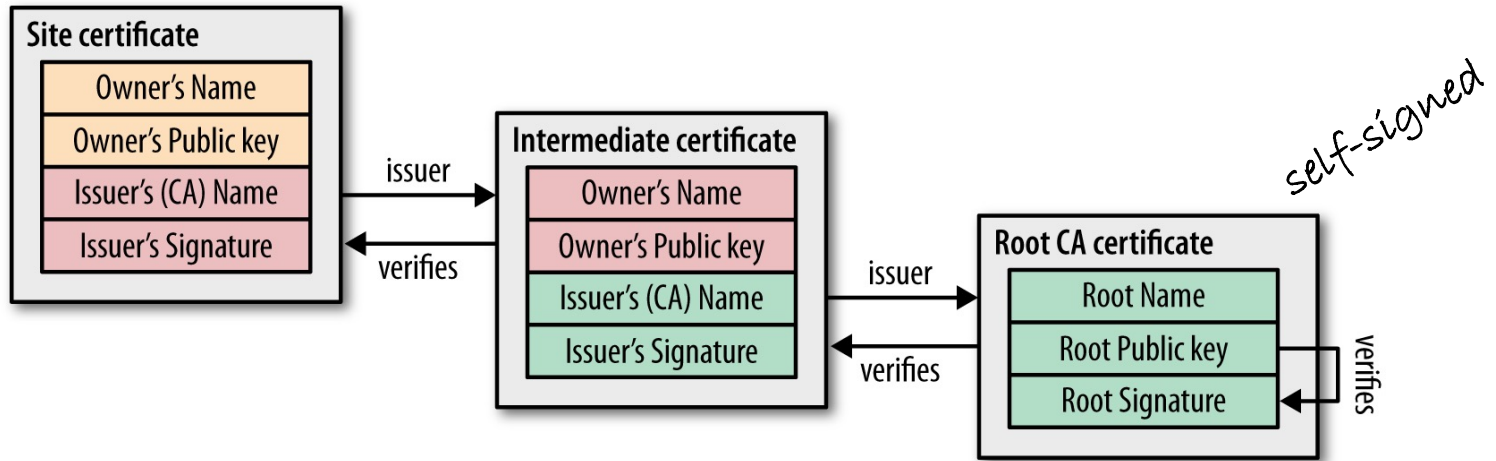 Site certificate
Owner’s Name
Owner’s Public key
Issuer’s (CA) Name
Issuer’s Signature
issuer
verifies
Intermediate certificate
Owner’s Name
Owner’s Public key
Issuer’s (CA) Name
Issuer’s Signature
issuer
verifies
self-signed
Root CA certificate
Root Name
Root Public key
Root Signature
verifies